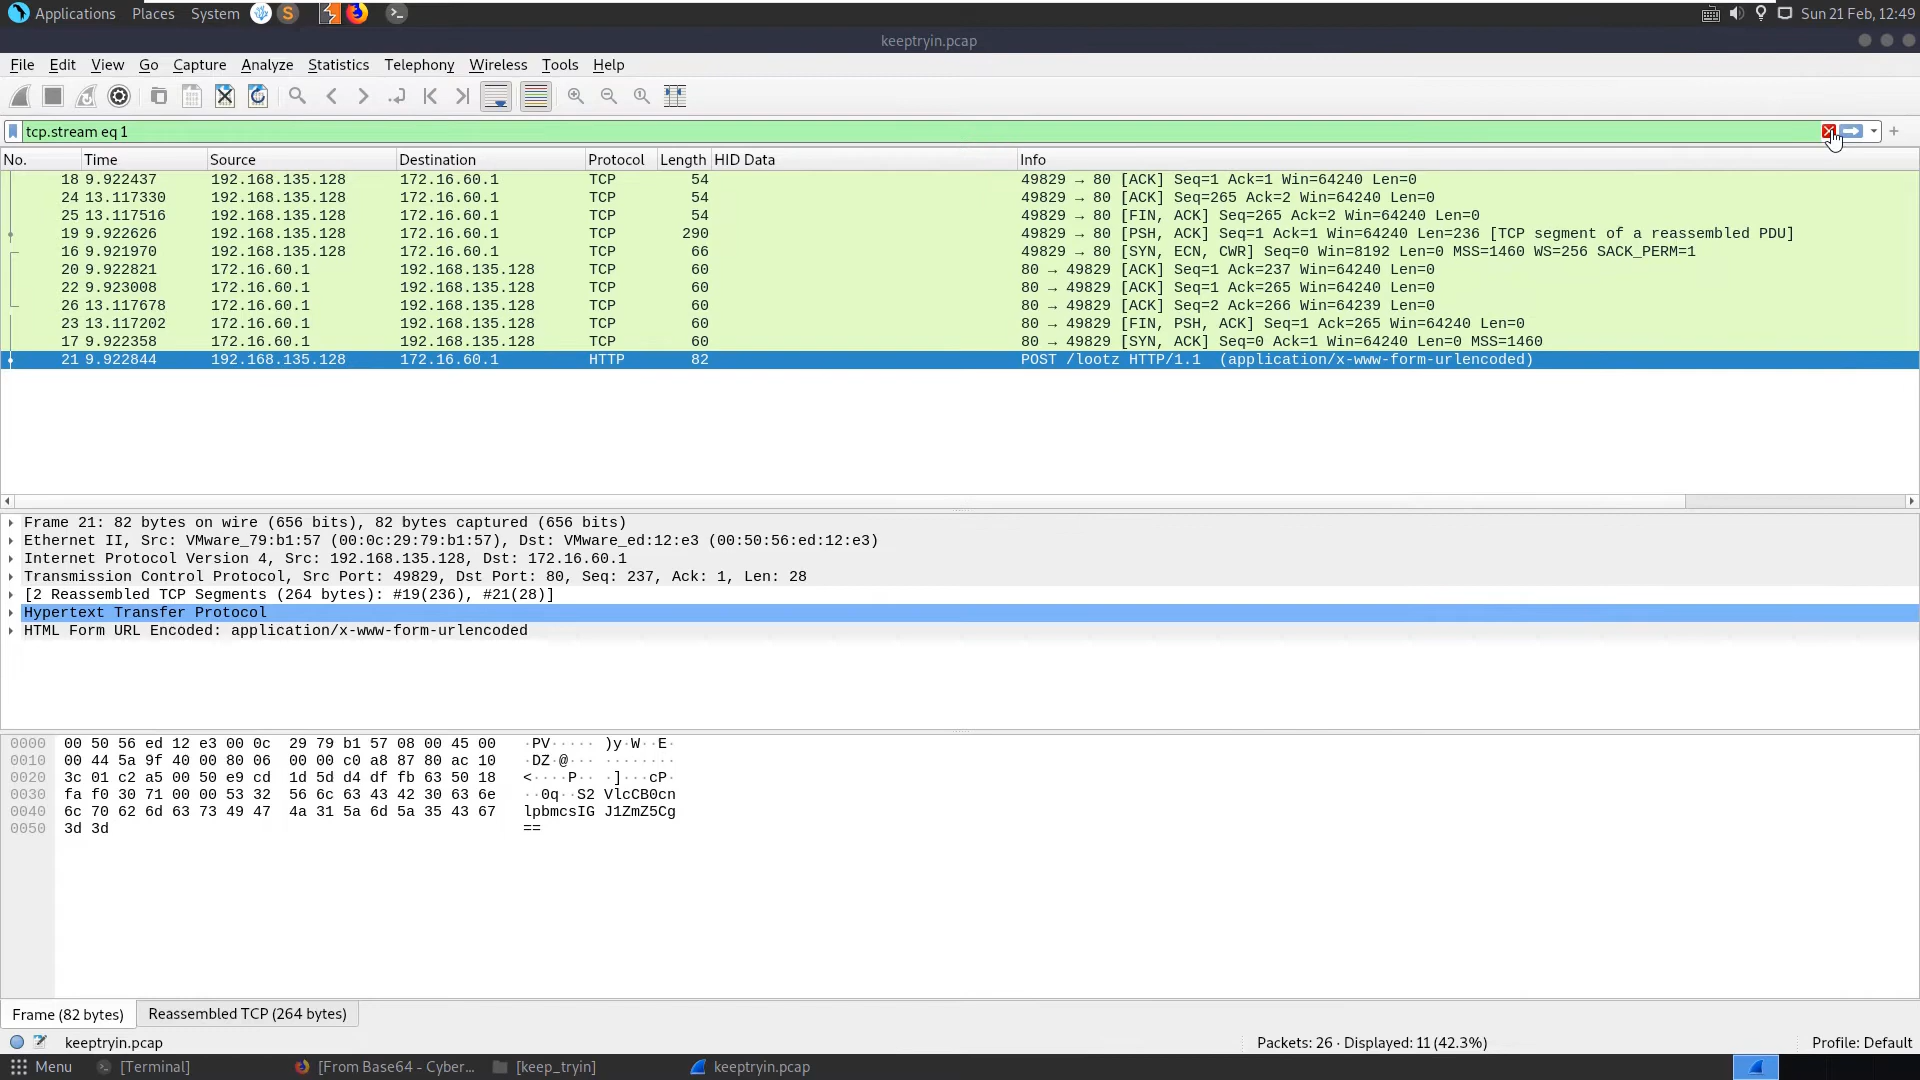 Applications Places System Sun 21 Feb, 12:49
keeptryin.pcap
File Edit View Go Capture Analyze Statistics Telephony Wireless Tools Help
tcp.stream eq 1
No. Time Source Destination Protocol Length HID Data Info
18 9.922437 192.168.135.128 172.16.60.1 TCP 54 49829 → 80 [ACK] Seq=1 Ack=1 Win=64240 Len=0
24 13.117330 192.168.135.128 172.16.60.1 TCP 54 49829 → 80 [ACK] Seq=265 Ack=2 Win=64240 Len=0
25 13.117516 192.168.135.128 172.16.60.1 TCP 54 49829 → 80 [FIN, ACK] Seq=265 Ack=2 Win=64240 Len=0
19 9.922626 192.168.135.128 172.16.60.1 TCP 290 49829 → 80 [PSH, ACK] Seq=1 Ack=1 Win=64240 Len=236 [TCP segment of a reassembled PDU]
16 9.921970 192.168.135.128 172.16.60.1 TCP 66 49829 → 80 [SYN, ECN, CWR] Seq=0 Win=8192 Len=0 MSS=1460 WS=256 SACK_PERM=1
20 9.922821 172.16.60.1 192.168.135.128 TCP 60 80 → 49829 [ACK] Seq=1 Ack=237 Win=64240 Len=0
22 9.923008 172.16.60.1 192.168.135.128 TCP 60 80 → 49829 [ACK] Seq=1 Ack=265 Win=64240 Len=0
26 13.117678 172.16.60.1 192.168.135.128 TCP 60 80 → 49829 [ACK] Seq=2 Ack=266 Win=64239 Len=0
23 13.117202 172.16.60.1 192.168.135.128 TCP 60 80 → 49829 [FIN, PSH, ACK] Seq=1 Ack=265 Win=64240 Len=0
17 9.922358 172.16.60.1 192.168.135.128 TCP 60 80 → 49829 [SYN, ACK] Seq=0 Ack=1 Win=64240 Len=0 MSS=1460
21 9.922844 192.168.135.128 172.16.60.1 HTTP 82 POST /lootz HTTP/1.1 (application/x-www-form-urlencoded)
Frame 21: 82 bytes on wire (656 bits), 82 bytes captured (656 bits)
Ethernet II, Src: VMware_79:b1:57 (00:0c:29:79:b1:57), Dst: VMware_ed:12:e3 (00:50:56:ed:12:e3)
Internet Protocol Version 4, Src: 192.168.135.128, Dst: 172.16.60.1
Transmission Control Protocol, Src Port: 49829, Dst Port: 80, Seq: 237, Ack: 1, Len: 28
[2 Reassembled TCP Segments (264 bytes): #19(236), #21(28)]
Hypertext Transfer Protocol
HTML Form URL Encoded: application/x-www-form-urlencoded
0000 00 50 56 ed 12 e3 00 0c 29 79 b1 57 08 00 45 00 ·PV····· )y·W··E·
0010 00 44 5a 9f 40 00 80 06 00 00 c0 a8 87 80 ac 10 ·DZ·@··· ········
0020 3c 01 c2 a5 00 50 e9 cd 1d 5d d4 df fb 63 50 18 <····P·· ·]···cP·
0030 fa f0 30 71 00 00 53 32 56 6c 63 43 42 30 63 6e ··0q··S2 VlcCB0cn
0040 6c 70 62 6d 63 73 49 47 4a 31 5a 6d 5a 35 43 67 lpbmcsIG J1ZmZ5Cg
0050 3d 3d ==
Frame (82 bytes) Reassembled TCP (264 bytes)
keeptryin.pcap Packets: 26 · Displayed: 11 (42.3%) Profile: Default
Menu [Terminal] [From Base64 - Cyber... [keep_tryin] keeptryin.pcap